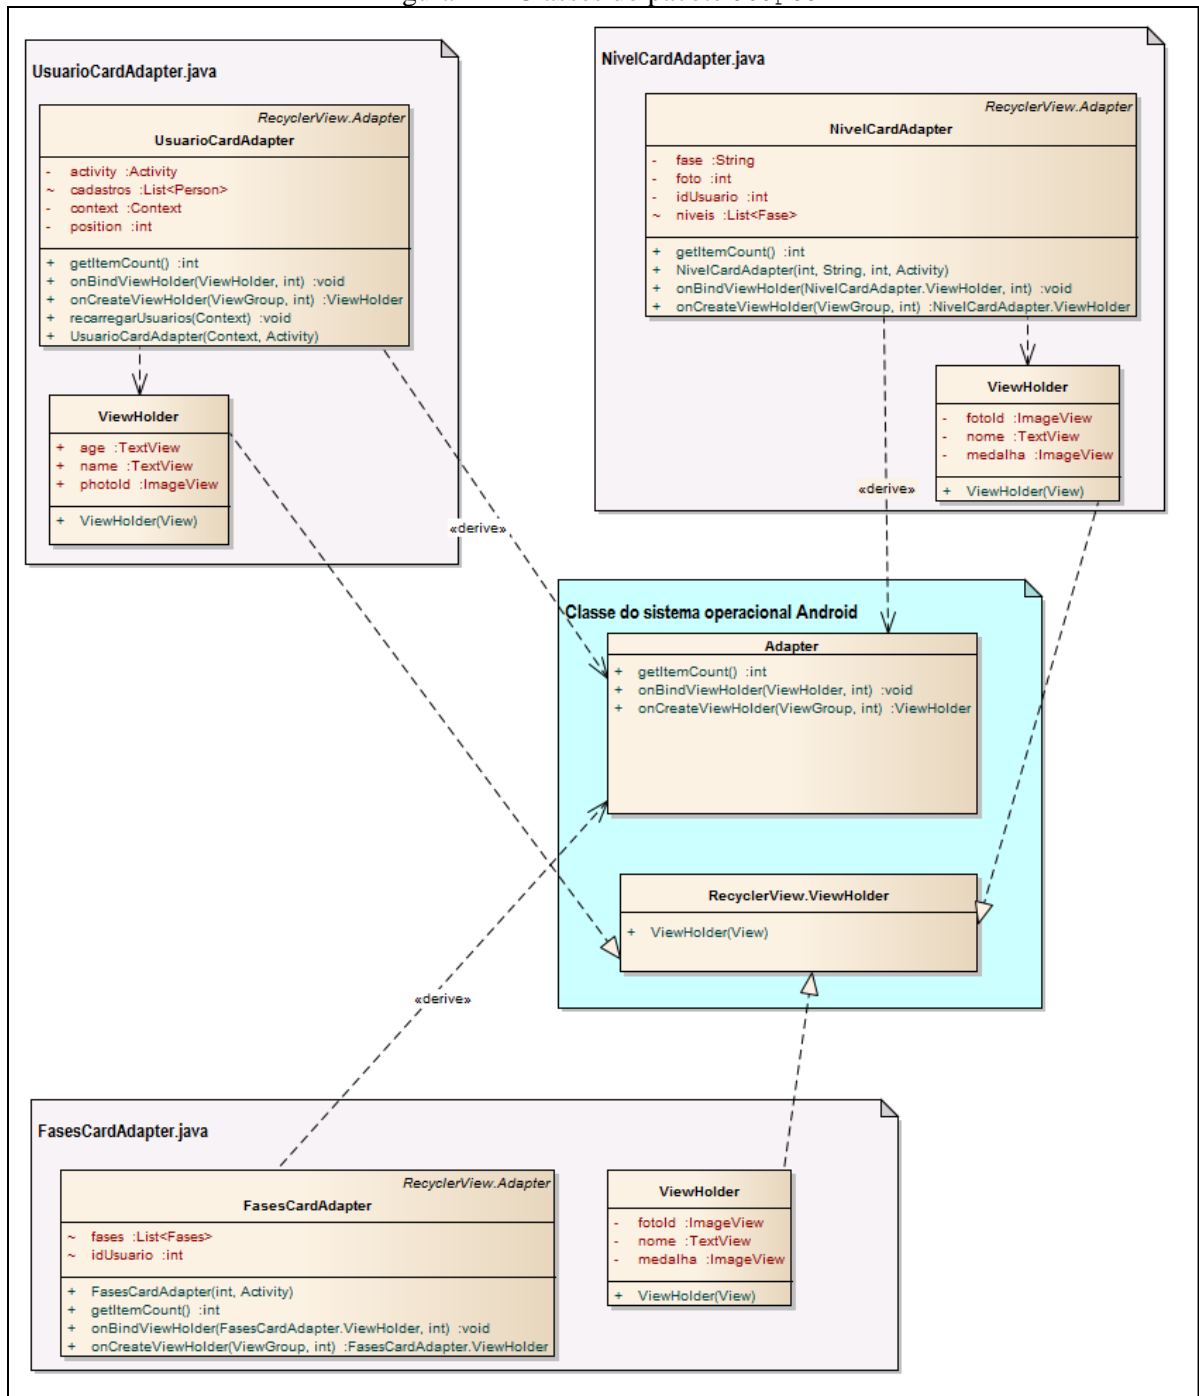 UsuarioCardAdapter.java
RecyclerView.Adapter
UsuarioCardAdapter
- activity :Activity
~ cadastros :List<Person>
- context :Context
- position :int
+ getItemCount() :int
+ onBindViewHolder(ViewHolder, int) :void
+ onCreateViewHolder(ViewGroup, int) :ViewHolder
+ recarregarUsuarios(Context) :void
+ UsuarioCardAdapter(Context, Activity)
ViewHolder
+ age :TextView
+ name :TextView
+ photoId :ImageView
+ ViewHolder(View)
«derive»
NivelCardAdapter.java
RecyclerView.Adapter
NivelCardAdapter
- fase :String
- foto :int
- idUsuario :int
~ niveis :List<Fase>
+ getItemCount() :int
+ NivelCardAdapter(int, String, int, Activity)
+ onBindViewHolder(NivelCardAdapter.ViewHolder, int) :void
+ onCreateViewHolder(ViewGroup, int) :NivelCardAdapter.ViewHolder
ViewHolder
- fotoId :ImageView
- nome :TextView
- medalha :ImageView
+ ViewHolder(View)
«derive»
Classe do sistema operacional Android
Adapter
+ getItemCount() :int
+ onBindViewHolder(ViewHolder, int) :void
+ onCreateViewHolder(ViewGroup, int) :ViewHolder
RecyclerView.ViewHolder
+ ViewHolder(View)
«derive»
FasesCardAdapter.java
RecyclerView.Adapter
FasesCardAdapter
~ fases :List<Fases>
~ idUsuario :int
+ FasesCardAdapter(int, Activity)
+ getItemCount() :int
+ onBindViewHolder(FasesCardAdapter.ViewHolder, int) :void
+ onCreateViewHolder(ViewGroup, int) :FasesCardAdapter.ViewHolder
ViewHolder
- fotoId :ImageView
- nome :TextView
- medalha :ImageView
+ ViewHolder(View)